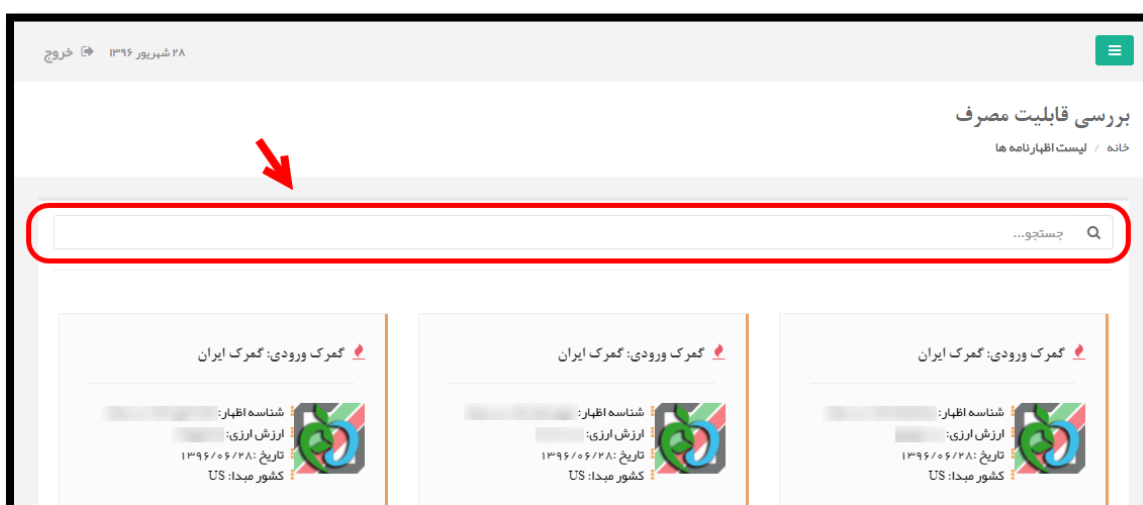 ۲۸ شهریور ۱۳۹۶ خروج
بررسی قابلیت مصرف
خانه / لیست اظهارنامه ها
جستجو...
گمرک ورودی: گمرک ایران
شناسه اظهار:
ارزش ارزی:
تاریخ :۱۳۹۶/۰۶/۲۸
کشور مبدا: US
گمرک ورودی: گمرک ایران
شناسه اظهار:
ارزش ارزی:
تاریخ :۱۳۹۶/۰۶/۲۸
کشور مبدا: US
گمرک ورودی: گمرک ایران
شناسه اظهار:
ارزش ارزی:
تاریخ :۱۳۹۶/۰۶/۲۸
کشور مبدا: US